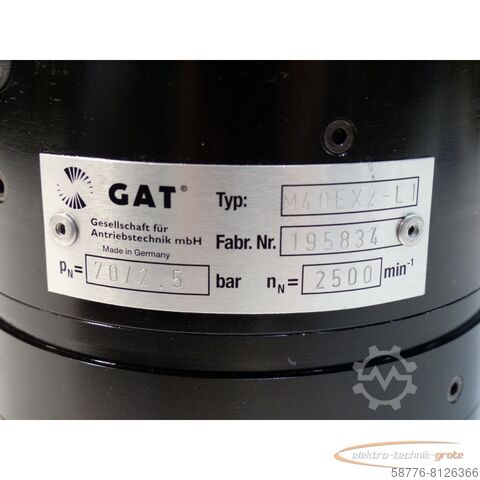 GAT®
Gesellschaft für
Antriebstechnik mbH
Made in Germany
Typ: M40EX2-L1
Fabr. Nr. 195834
pN= 70/2.5 bar nN= 2500 min-1
elektro-technik-grote
58776-8126366